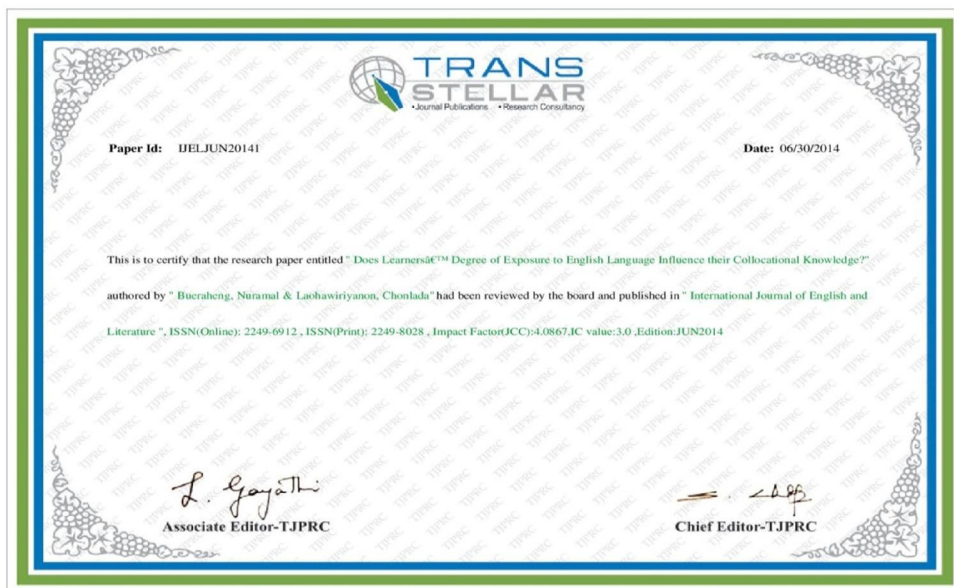 TRANS
STELLAR
•Journal Publications •Research Consultancy
Paper Id: IJELJUN20141
Date: 06/30/2014
This is to certify that the research paper entitled " Does Learnersâ€™ Degree of Exposure to English Language Influence their Collocational Knowledge?"
authored by " Bueraheng, Nuramal & Laohawiriyanon, Chonlada" had been reviewed by the board and published in " International Journal of English and
Literature ", ISSN(Online): 2249-6912 , ISSN(Print): 2249-8028 , Impact Factor(JCC):4.0867,IC value:3.0 ,Edition:JUN2014
L. Gayathi
Associate Editor-TJPRC
Chief Editor-TJPRC